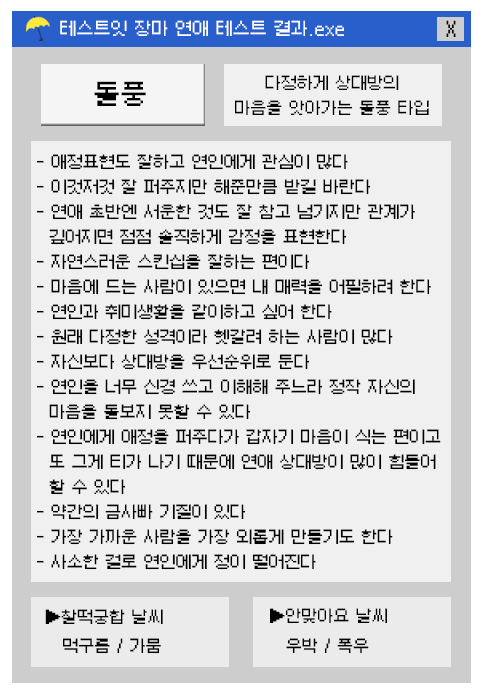 테스트잇 장마 연애 테스트 결과.exe X
돌풍
다정하게 상대방의
마음을 앗아가는 돌풍 타입
- 애정표현도 잘하고 연인에게 관심이 많다
- 이것저것 잘 퍼주지만 해준만큼 받길 바란다
- 연애 초반엔 서운한 것도 잘 참고 넘기지만 관계가
깊어지면 점점 솔직하게 감정을 표현한다
- 자연스러운 스킨십을 잘하는 편이다
- 마음에 드는 사람이 있으면 내 매력을 어필하려 한다
- 연인과 취미생활을 같이하고 싶어 한다
- 원래 다정한 성격이라 헷갈려 하는 사람이 많다
- 자신보다 상대방을 우선순위로 둔다
- 연인을 너무 신경 쓰고 이해해 주느라 정작 자신의
마음을 돌보지 못할 수 있다
- 연인에게 애정을 퍼주다가 갑자기 마음이 식는 편이고
또 그게 티가 나기 때문에 연애 상대방이 많이 힘들어
할 수 있다
- 약간의 금사빠 기질이 있다
- 가장 가까운 사람을 가장 외롭게 만들기도 한다
- 사소한 걸로 연인에게 정이 떨어진다
▶찰떡궁합 날씨
먹구름 / 가뭄
▶안맞아요 날씨
우박 / 폭우